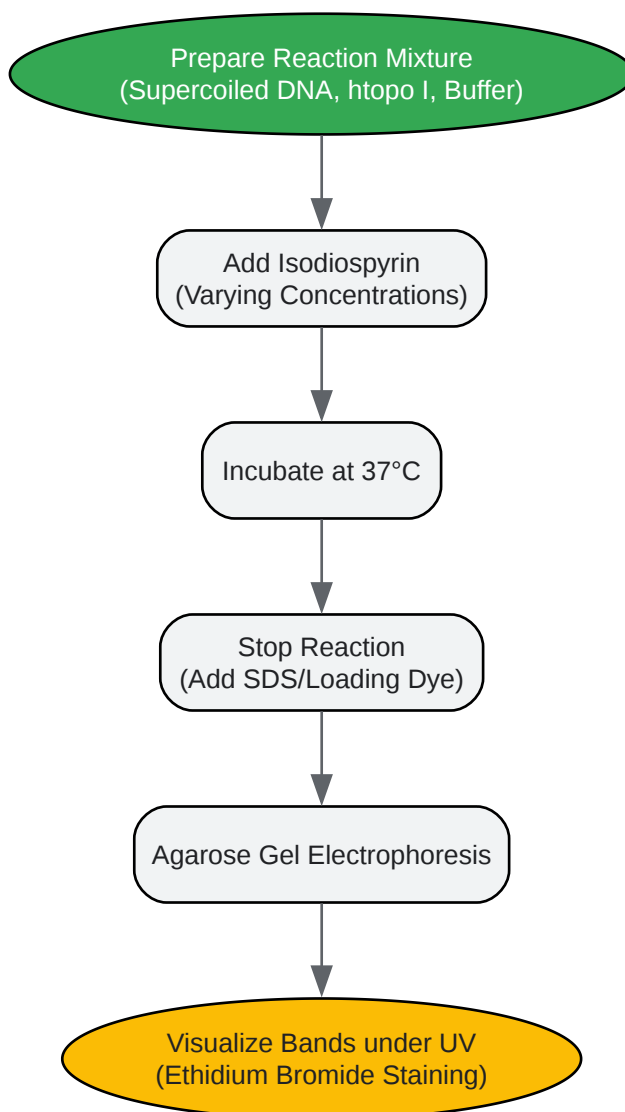 Prepare Reaction Mixture
(Supercoiled DNA, htopo I, Buffer)
Add Isodiospyrin
(Varying Concentrations)
Incubate at 37°C
Stop Reaction
(Add SDS/Loading Dye)
Agarose Gel Electrophoresis
Visualize Bands under UV
(Ethidium Bromide Staining)